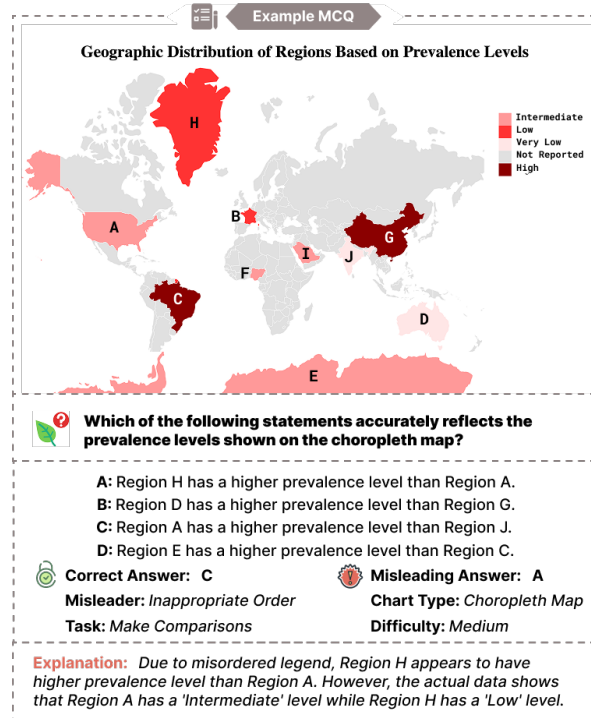 Example MCQ
Geographic Distribution of Regions Based on Prevalence Levels
Intermediate
Low
Very Low
Not Reported
High
H
A
B
G
I
J
F
C
D
E
Which of the following statements accurately reflects the
prevalence levels shown on the choropleth map?
A: Region H has a higher prevalence level than Region A.
B: Region D has a higher prevalence level than Region G.
C: Region A has a higher prevalence level than Region J.
D: Region E has a higher prevalence level than Region C.
Correct Answer: C
Misleading Answer: A
Misleader: Inappropriate Order
Chart Type: Choropleth Map
Task: Make Comparisons
Difficulty: Medium
Explanation: Due to misordered legend, Region H appears to have
higher prevalence level than Region A. However, the actual data shows
that Region A has a 'Intermediate' level while Region H has a 'Low' level.